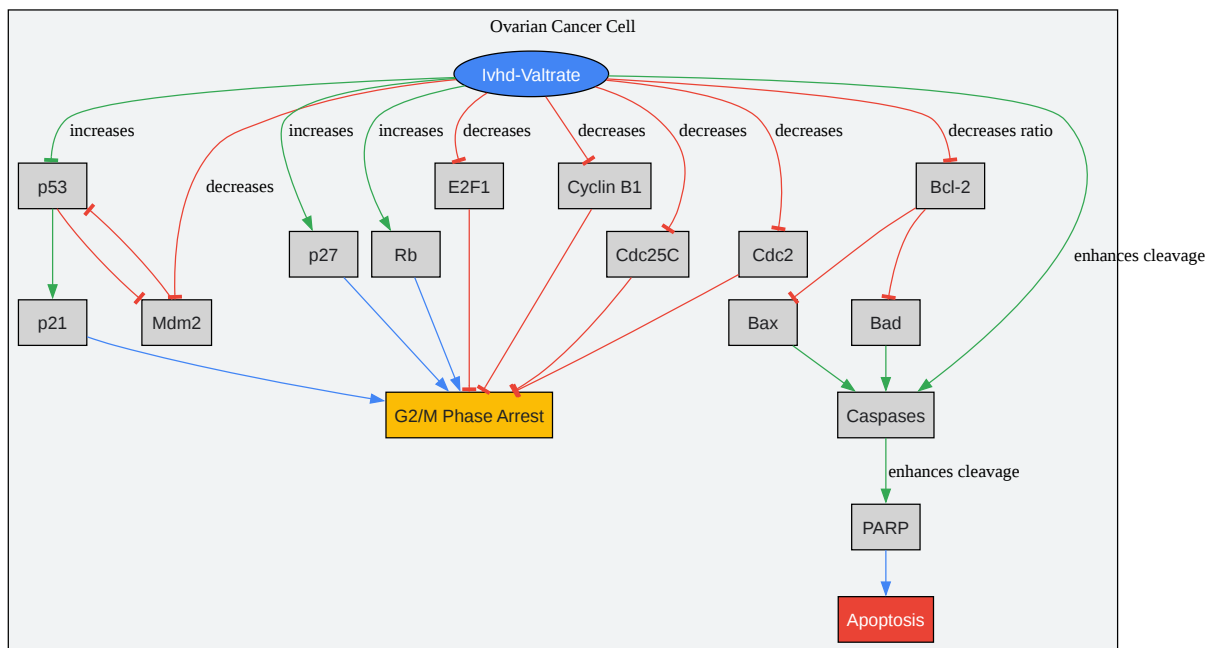 Ovarian Cancer Cell
Ivhd-Valtrate
increases
increases
increases
decreases
decreases
decreases
decreases
decreases ratio
p53
decreases
E2F1
Cyclin B1
Bcl-2
p27
Rb
Cdc25C
Cdc2
enhances cleavage
p21
Mdm2
Bax
Bad
G2/M Phase Arrest
Caspases
enhances cleavage
PARP
Apoptosis